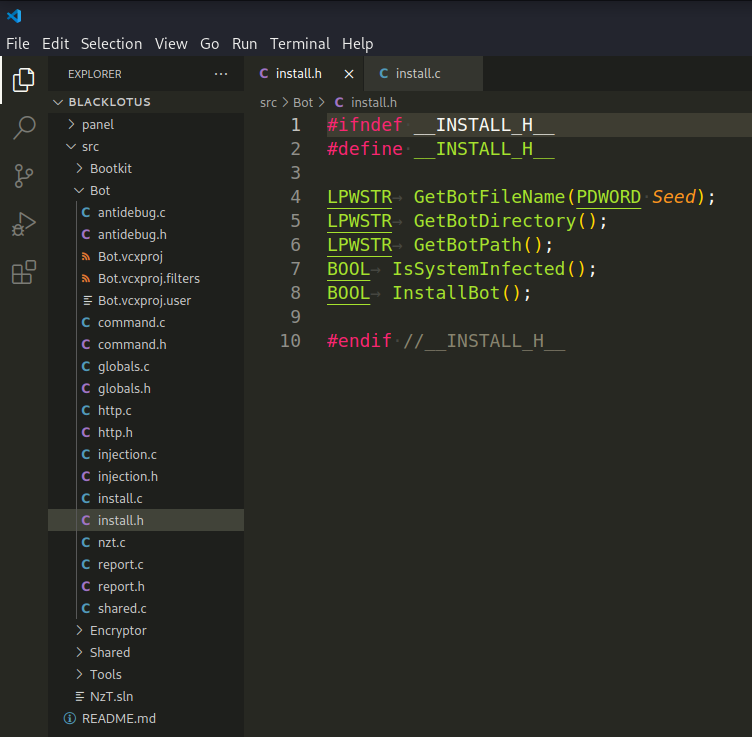 File Edit Selection View Go Run Terminal Help
EXPLORER ...
BLACKLOTUS
panel
src
Bootkit
Bot
C antidebug.c
C antidebug.h
Bot.vcxproj
Bot.vcxproj.filters
Bot.vcxproj.user
C command.c
C command.h
C globals.c
C globals.h
C http.c
C http.h
C injection.c
C injection.h
C install.c
C install.h
C nzt.c
C report.c
C report.h
C shared.c
Encryptor
Shared
Tools
NzT.sln
README.md
C install.h × C install.c
src > Bot > C install.h
1 #ifndef __INSTALL_H__
2 #define __INSTALL_H__
3
4 LPWSTR→ GetBotFileName(PDWORD Seed);
5 LPWSTR→ GetBotDirectory();
6 LPWSTR→ GetBotPath();
7 BOOL→ IsSystemInfected();
8 BOOL→ InstallBot();
9
10 #endif //__INSTALL_H__